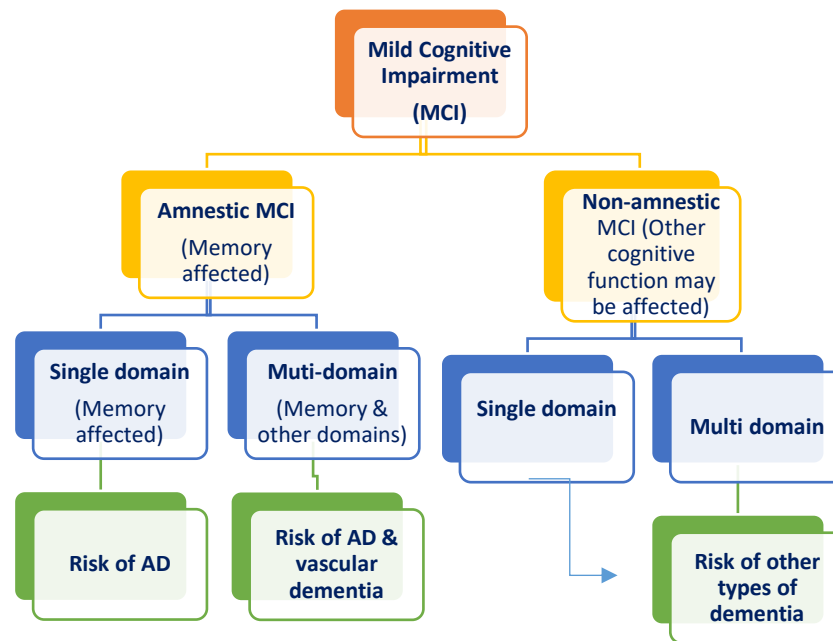 Mild Cognitive
Impairment
(MCI)
Amnestic MCI
(Memory
affected)
Non-amnestic
MCI (Other
cognitive
function may
be affected)
Single domain
(Memory
affected)
Muti-domain
(Memory &
other domains)
Single domain
Multi domain
Risk of AD
Risk of AD &
vascular
dementia
Risk of other
types of
dementia